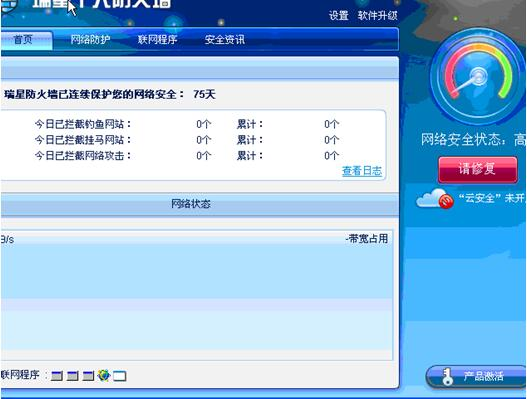 瑞星个人防火墙
设置 软件升级
首页 网络防护 联网程序 安全资讯
瑞星防火墙已连续保护您的网络安全： 75天
今日已拦截钓鱼网站： 0个 累计： 0个
今日已拦截挂马网站： 0个 累计： 0个
今日已拦截网络攻击： 0个 累计： 0个
查看日志
网络状态
B/s -带宽占用
联网程序：
网络安全状态：高
请修复
“云安全”未开
产品激活